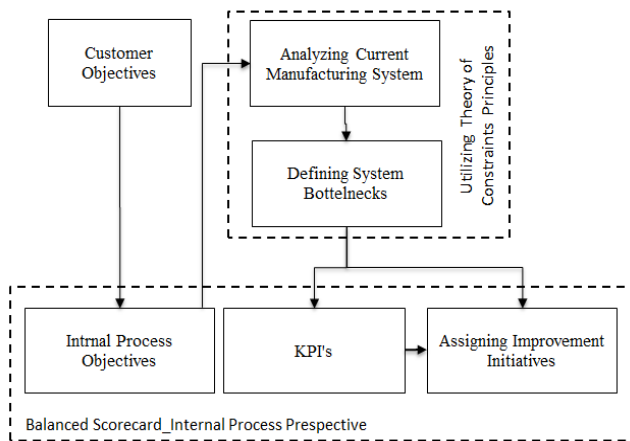 Customer
Objectives
Analyzing Current
Manufacturing System
Defining System
Bottelnecks
Utilizing Theory of
Constraints Principles
Intrnal Process
Objectives
KPI's
Assigning Improvement
Initiatives
Balanced Scorecard_Internal Process Prespective